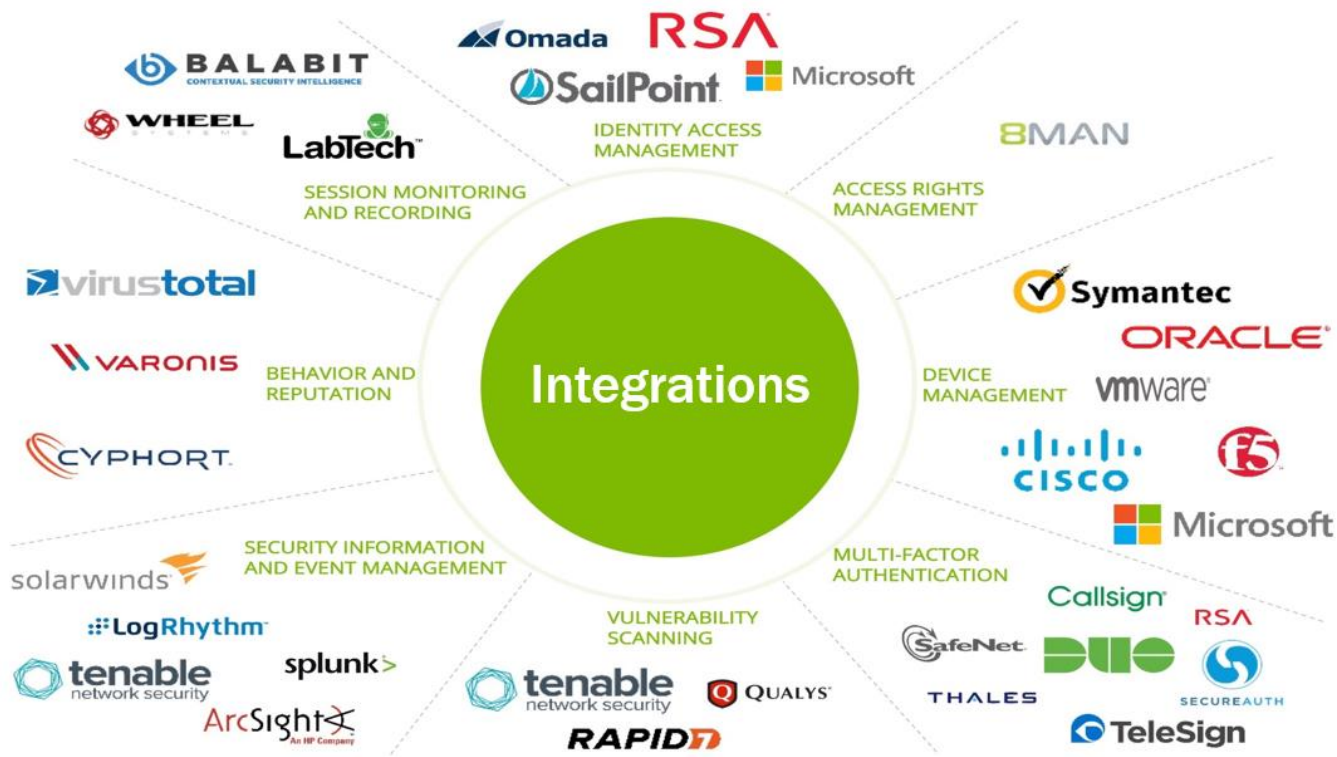 Omada
RSA
SailPoint
Microsoft
IDENTITY ACCESS
MANAGEMENT
8MAN
ACCESS RIGHTS
MANAGEMENT
Symantec
ORACLE®
vmware®
DEVICE
MANAGEMENT
CISCO
f5
Microsoft
MULTI-FACTOR
AUTHENTICATION
Callsign®
RSA
SafeNet
DUO
THALES
SECUREAUTH
TeleSign
VULNERABILITY
SCANNING
tenable
network security
QUALYS®
RAPID7
SECURITY INFORMATION
AND EVENT MANAGEMENT
solarwinds
LogRhythm
tenable
network security
splunk>
ArcSight
An HP Company
BEHAVIOR AND
REPUTATION
virustotal
VARONIS
CYPHORT
SESSION MONITORING
AND RECORDING
BALABIT
CONTEXTUAL SECURITY INTELLIGENCE
WHEEL
SYSTEMS
LabTech™
Integrations